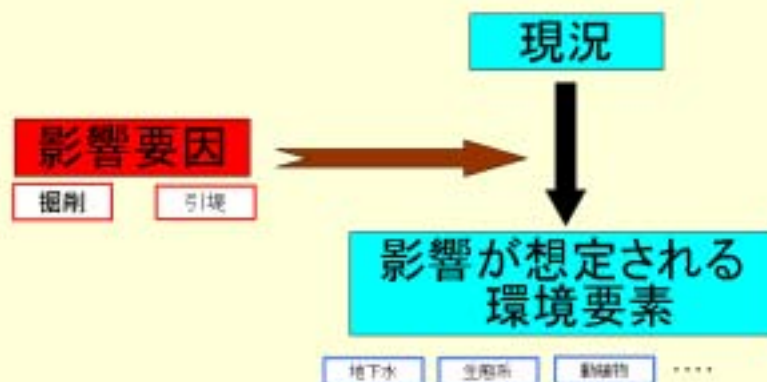 現況
影響要因
掘削
引堤
影響が想定される
環境要素
地下水
生態系
動植物
････